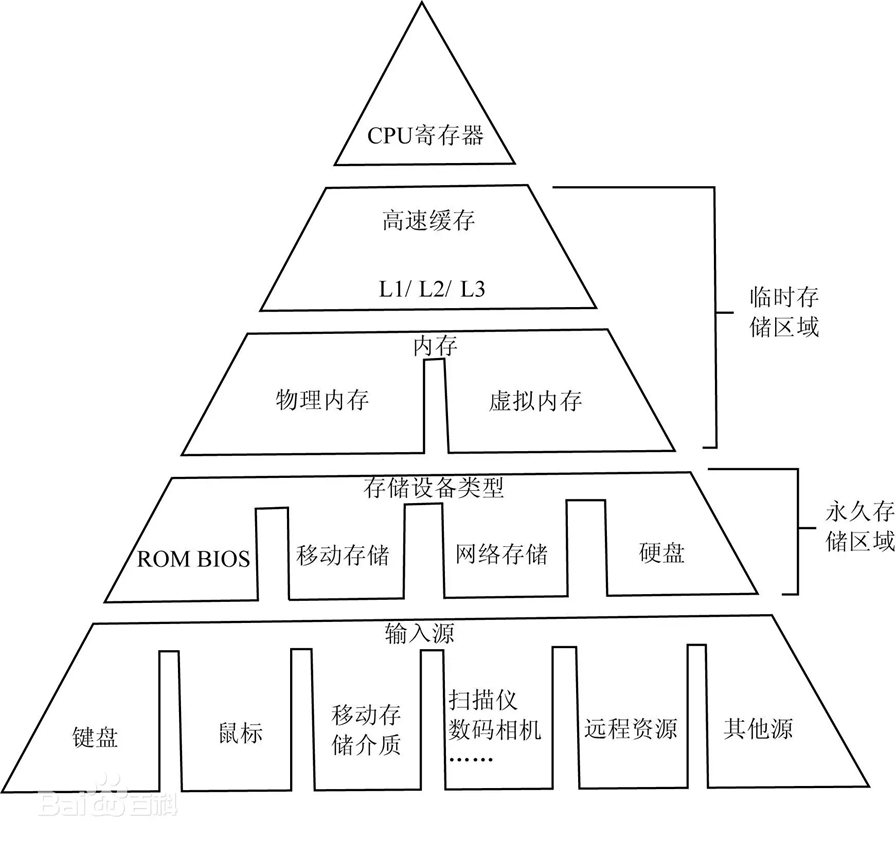 CPU寄存器
高速缓存
L1/ L2/ L3
临时存
储区域
内存
物理内存
虚拟内存
存储设备类型
ROM BIOS
移动存储
网络存储
硬盘
永久存
储区域
输入源
键盘
鼠标
移动存
储介质
扫描仪
数码相机
……
远程资源
其他源
Baidu百科